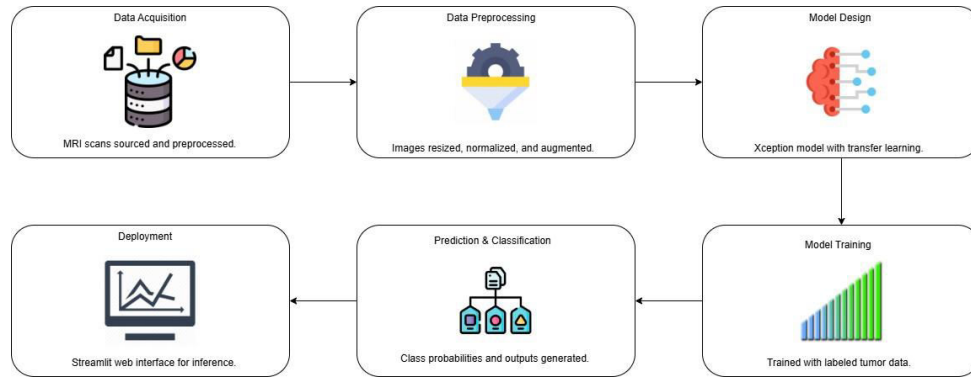 Data Acquisition
MRI scans sourced and preprocessed.
Data Preprocessing
Images resized, normalized, and augmented.
Model Design
Xception model with transfer learning.
Model Training
Trained with labeled tumor data.
Prediction & Classification
Class probabilities and outputs generated.
Deployment
Streamlit web interface for inference.